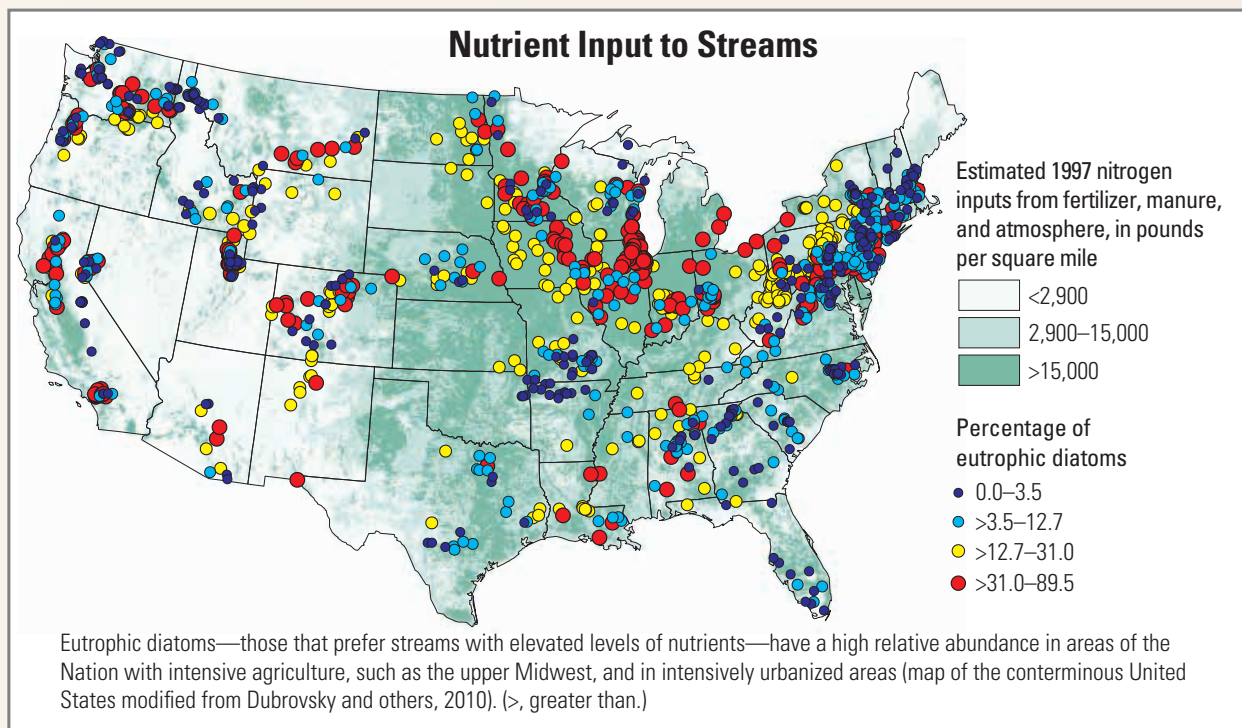 Nutrient Input to Streams
Estimated 1997 nitrogen
inputs from fertilizer, manure,
and atmosphere, in pounds
per square mile
<2,900
2,900–15,000
>15,000
Percentage of
eutrophic diatoms
0.0–3.5
>3.5–12.7
>12.7–31.0
>31.0–89.5
Eutrophic diatoms—those that prefer streams with elevated levels of nutrients—have a high relative abundance in areas of the
Nation with intensive agriculture, such as the upper Midwest, and in intensively urbanized areas (map of the conterminous United
States modified from Dubrovsky and others, 2010). (>, greater than.)